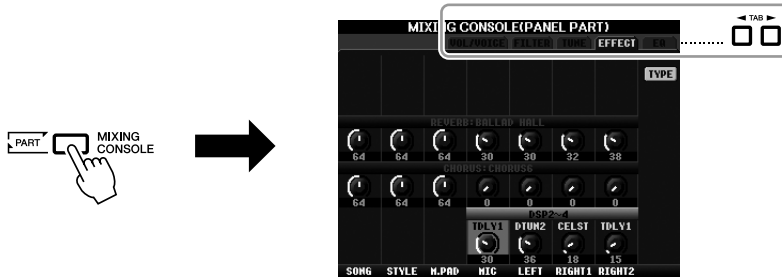 ◄ TAB ►
MIXING CONSOLE(PANEL PART)
VOL/VOICE FILTER TUNE EFFECT EQ
TYPE
PART MIXING CONSOLE
REVERB:BALLAD HALL
64 64 64 30 30 32 38
CHORUS:CHORUS6
64 64 64 0 0 0 0
DSP2~4
TDLY1 DTUN2 CELST TDLY1
30 36 18 15
SONG STYLE M.PAD MIC LEFT RIGHT1 RIGHT2